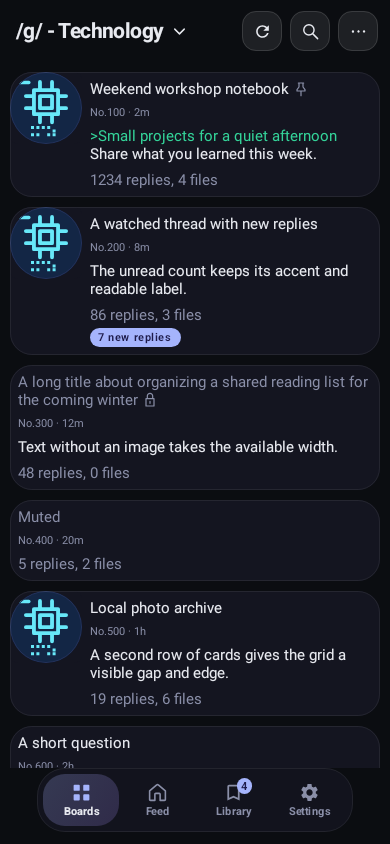 /g/ - Technology
Weekend workshop notebook
No.100 · 2m
>Small projects for a quiet afternoon
Share what you learned this week.
1234 replies, 4 files
A watched thread with new replies
No.200 · 8m
The unread count keeps its accent and
readable label.
86 replies, 3 files
7 new replies
A long title about organizing a shared reading list for
the coming winter
No.300 · 12m
Text without an image takes the available width.
48 replies, 0 files
Muted
No.400 · 20m
5 replies, 2 files
Local photo archive
No.500 · 1h
A second row of cards gives the grid a
visible gap and edge.
19 replies, 6 files
A short question
No.600 · 2h
4
Boards
Feed
Library
Settings